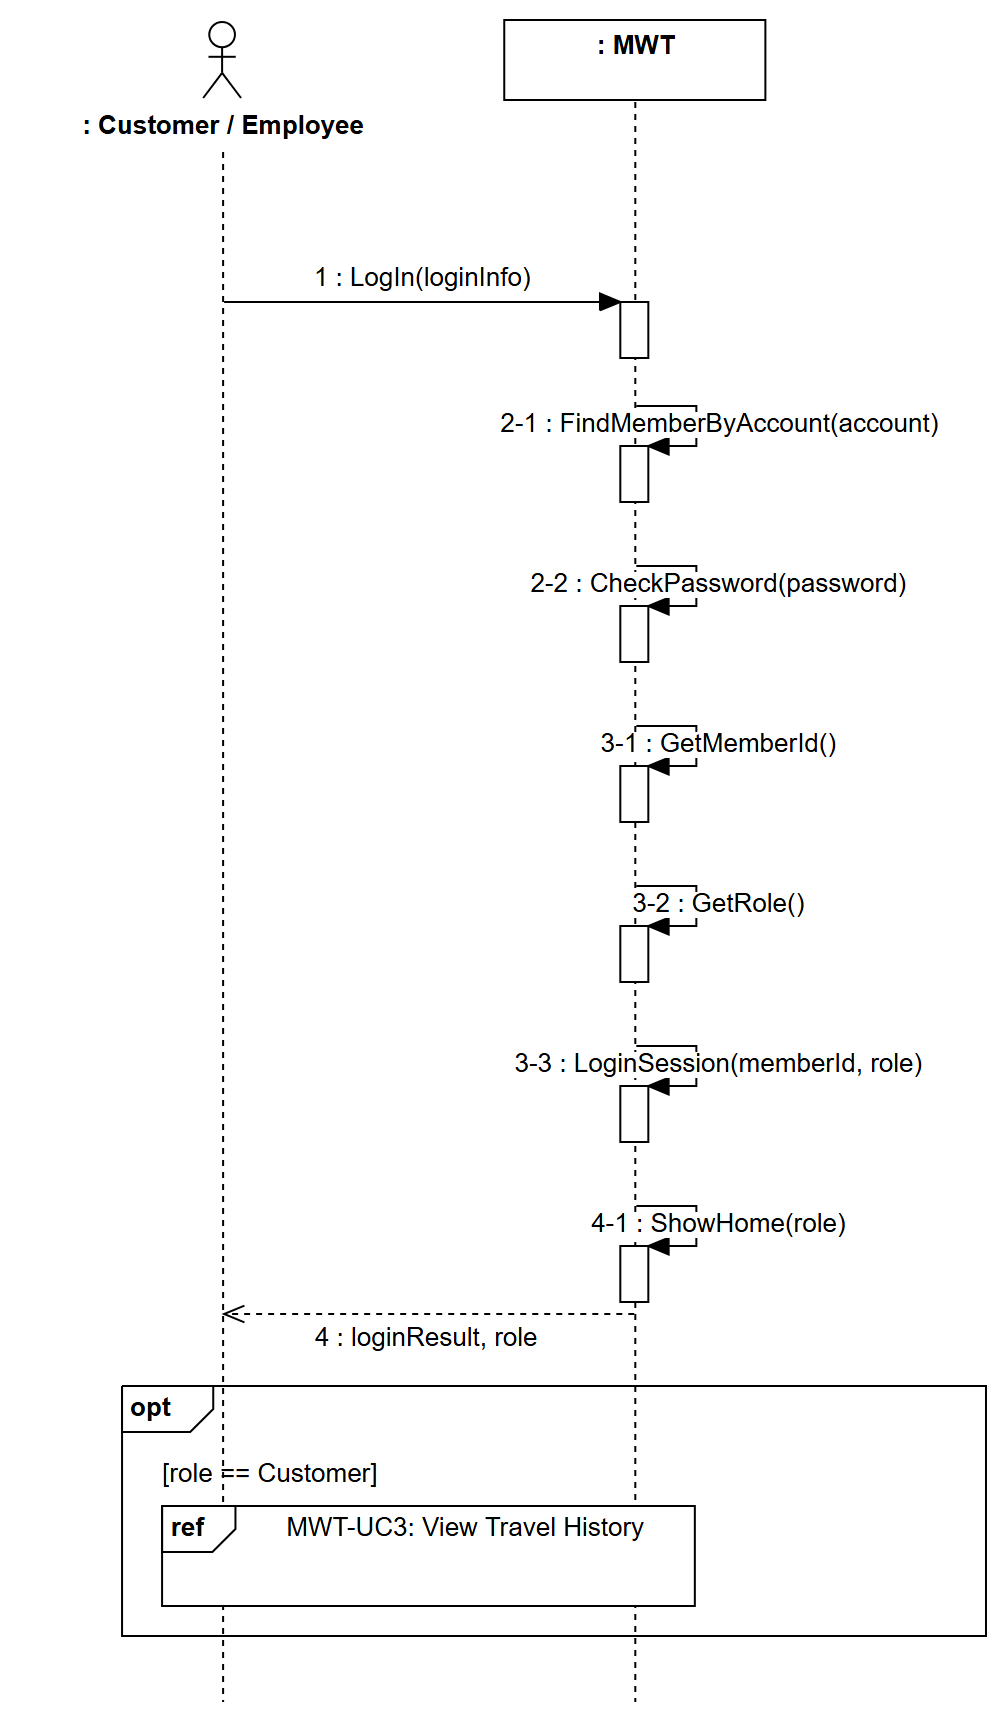 : MWT
: Customer / Employee
1 : LogIn(loginInfo)
2-1 : FindMemberByAccount(account)
2-2 : CheckPassword(password)
3-1 : GetMemberId()
3-2 : GetRole()
3-3 : LoginSession(memberId, role)
4-1 : ShowHome(role)
4 : loginResult, role
opt
[role == Customer]
ref
MWT-UC3: View Travel History